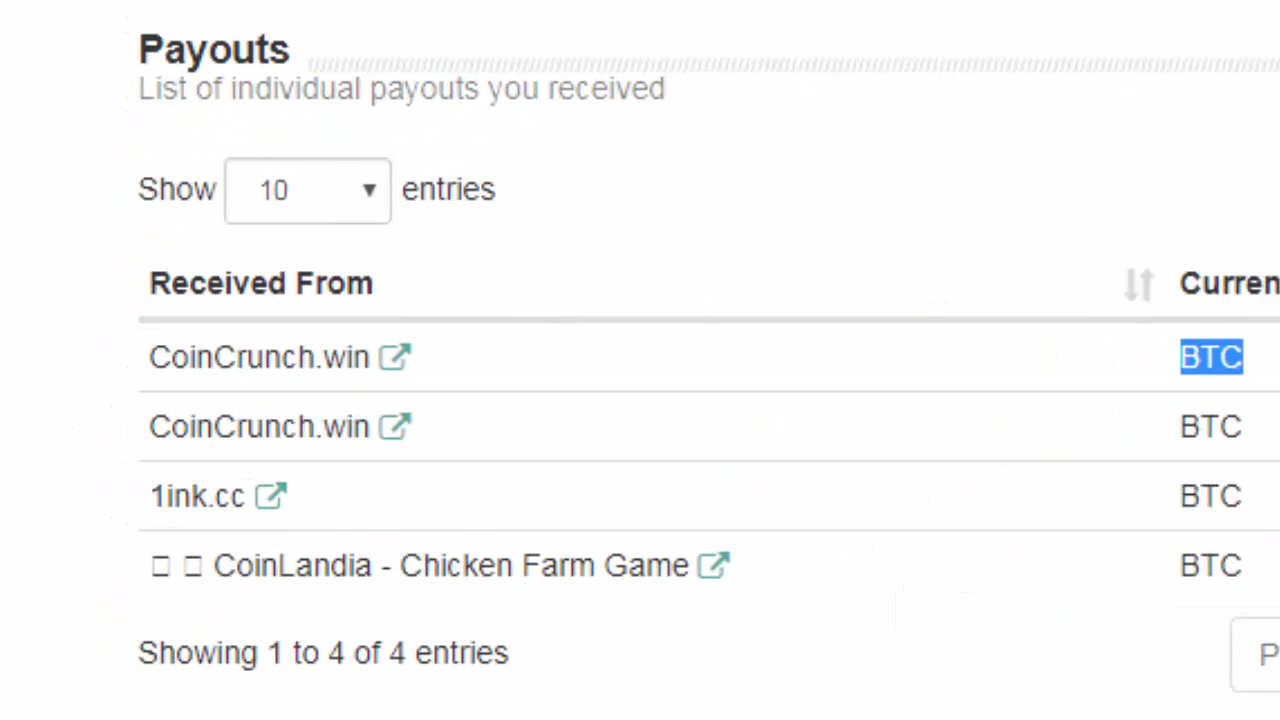 Payouts
List of individual payouts you received
Show 10 entries
Received From Curren
CoinCrunch.win BTC
CoinCrunch.win BTC
1ink.cc BTC
□ □ CoinLandia - Chicken Farm Game BTC
Showing 1 to 4 of 4 entries P